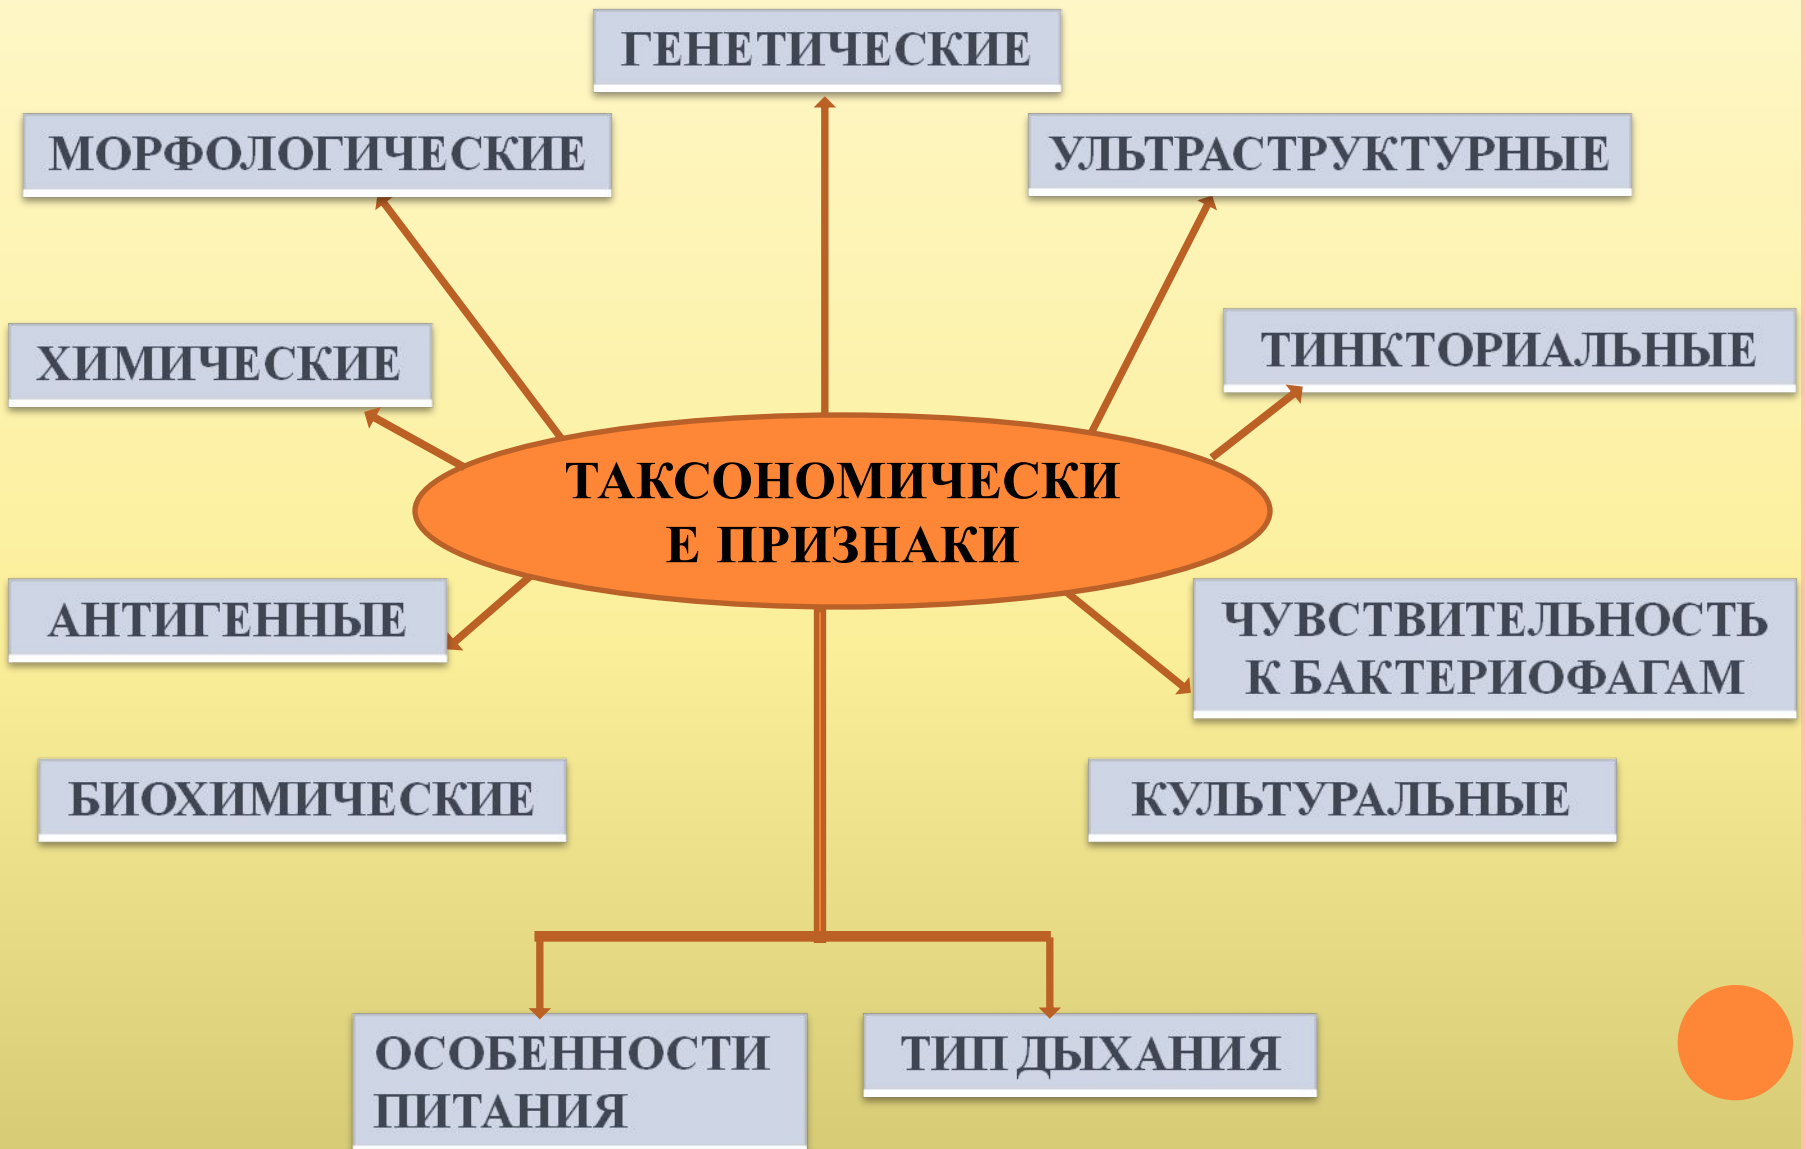 ГЕНЕТИЧЕСКИЕ
МОРФОЛОГИЧЕСКИЕ
УЛЬТРАСТРУКТУРНЫЕ
ХИМИЧЕСКИЕ
ТИНКТОРИАЛЬНЫЕ
ТАКСОНОМИЧЕСКИ
Е ПРИЗНАКИ
АНТИГЕННЫЕ
ЧУВСТВИТЕЛЬНОСТЬ
К БАКТЕРИОФАГАМ
БИОХИМИЧЕСКИЕ
КУЛЬТУРАЛЬНЫЕ
ОСОБЕННОСТИ
ПИТАНИЯ
ТИП ДЫХАНИЯ